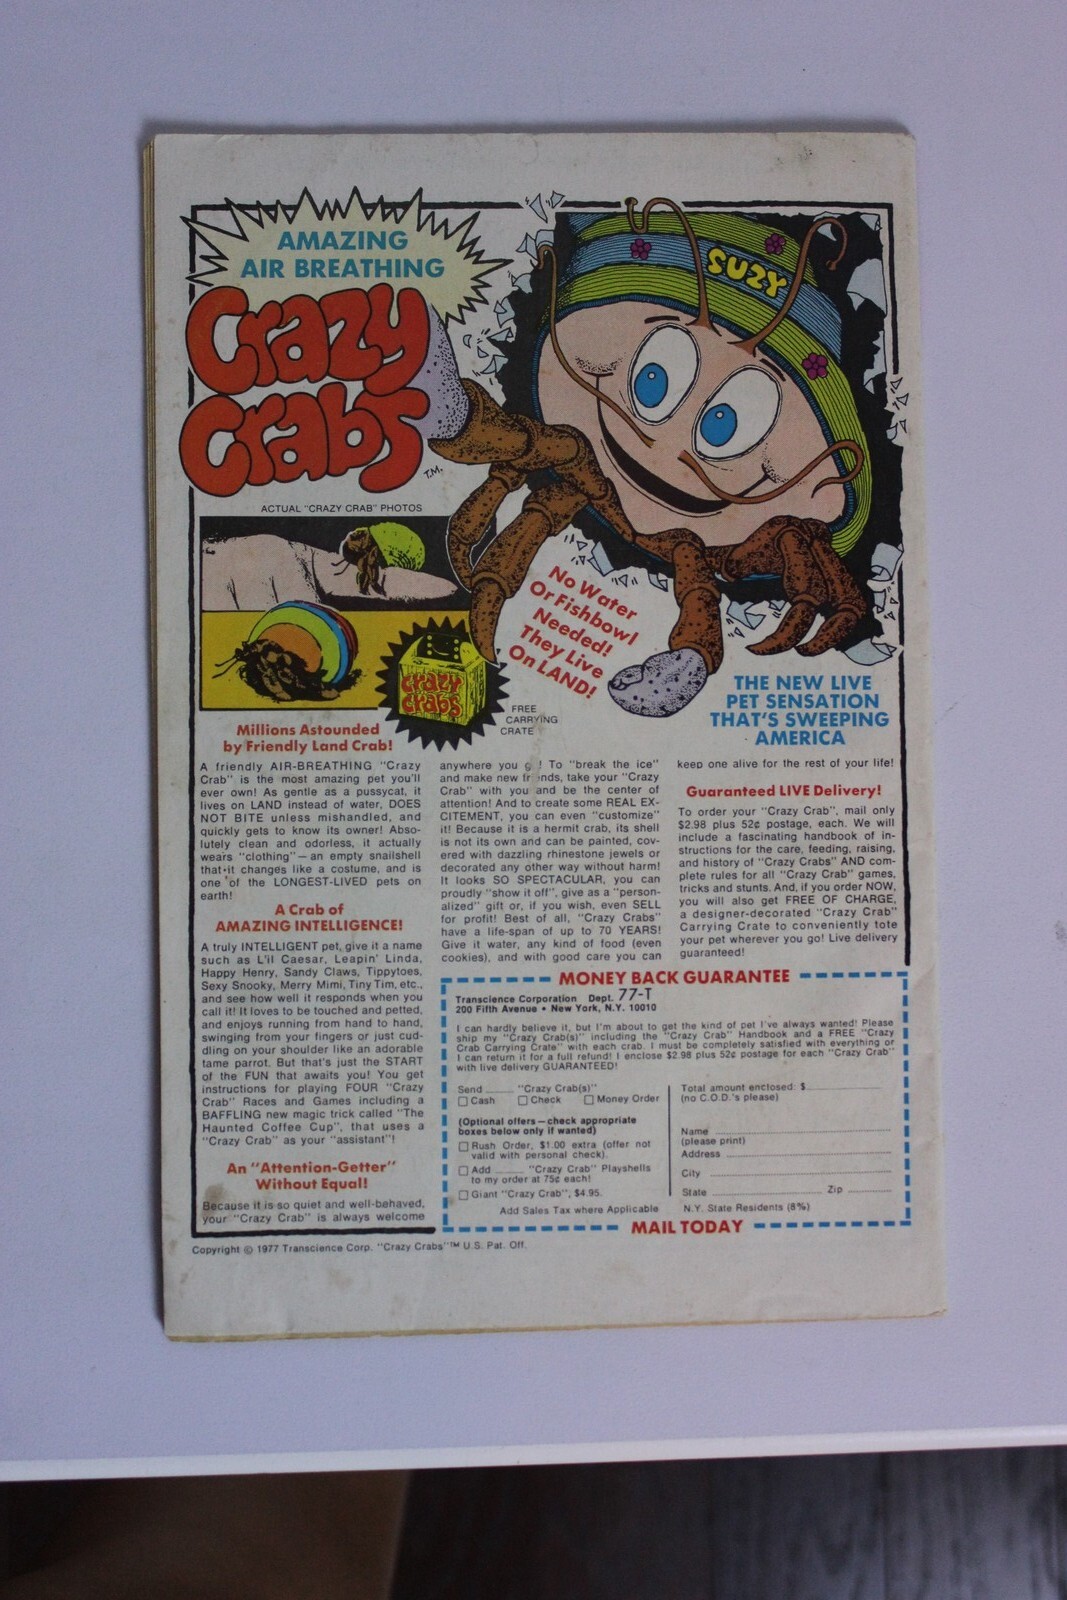 AMAZING
AIR BREATHING
Crazy
Crabs
T.M.
SUZY
ACTUAL "CRAZY CRAB" PHOTOS
crazy
crabs
FREE
CARRYING
CRATE
No Water
Or Fishbowl
Needed!
They Live
On LAND!
THE NEW LIVE
PET SENSATION
THAT'S SWEEPING
AMERICA
Millions Astounded
by Friendly Land Crab!
A friendly AIR-BREATHING "Crazy
Crab" is the most amazing pet you'll
ever own! As gentle as a pussycat, it
lives on LAND instead of water, DOES
NOT BITE unless mishandled, and
quickly gets to know its owner! Abso-
lutely clean and odorless, it actually
wears "clothing"—an empty snailshell
that it changes like a costume, and is
one of the LONGEST-LIVED pets on
earth!
A Crab of
AMAZING INTELLIGENCE!
A truly INTELLIGENT pet, give it a name
such as L'il Caesar, Leapin' Linda,
Happy Henry, Sandy Claws, Tippytoes,
Sexy Snooky, Merry Mimi, Tiny Tim, etc.,
and see how well it responds when you
call it! It loves to be touched and petted,
and enjoys running from hand to hand,
swinging from your fingers or just cud-
dling on your shoulder like an adorable
tame parrot. But that's just the START
of the FUN that awaits you! You get
instructions for playing FOUR "Crazy
Crab" Races and Games including a
BAFFLING new magic trick called "The
Haunted Coffee Cup", that uses a
"Crazy Crab" as your "assistant"!
An "Attention-Getter"
Without Equal!
Because it is so quiet and well-behaved,
your "Crazy Crab" is always welcome
anywhere you g ! To "break the ice"
and make new fr nds, take your "Crazy
Crab" with you and be the center of
attention! And to create some REAL EX-
CITEMENT, you can even "customize"
it! Because it is a hermit crab, its shell
is not its own and can be painted, cov-
ered with dazzling rhinestone jewels or
decorated any other way without harm!
It looks SO SPECTACULAR, you can
proudly "show it off", give as a "person-
alized" gift or, if you wish, even SELL
for profit! Best of all, "Crazy Crabs"
have a life-span of up to 70 YEARS!
Give it water, any kind of food (even
cookies), and with good care you can
keep one alive for the rest of your life!
Guaranteed LIVE Delivery!
To order your "Crazy Crab", mail only
$2.98 plus 52¢ postage, each. We will
include a fascinating handbook of in-
structions for the care, feeding, raising,
and history of "Crazy Crabs" AND com-
plete rules for all "Crazy Crab" games,
tricks and stunts. And, if you order NOW,
you will also get FREE OF CHARGE,
a designer-decorated "Crazy Crab"
Carrying Crate to conveniently tote
your pet wherever you go! Live delivery
guaranteed!
MONEY BACK GUARANTEE
Transcience Corporation Dept. 77-T
200 Fifth Avenue • New York, N.Y. 10010
I can hardly believe it, but I'm about to get the kind of pet I've always wanted! Please
ship my "Crazy Crab(s)" including the "Crazy Crab" Handbook and a FREE "Crazy
Crab Carrying Crate" with each crab. I must be completely satisfied with everything or
I can return it for a full refund! I enclose $2.98 plus 52¢ postage for each "Crazy Crab"
with live delivery GUARANTEED!
Send ____ "Crazy Crab(s)"
□ Cash □ Check □ Money Order
(Optional offers—check appropriate
boxes below only if wanted)
□ Rush Order, $1.00 extra (offer not
valid with personal check).
□ Add ____ "Crazy Crab" Playshells
to my order at 75¢ each!
□ Giant "Crazy Crab", $4.95.
Add Sales Tax where Applicable
Total amount enclosed: $
(no C.O.D.'s please)
Name
(please print)
Address
City
State Zip
N.Y. State Residents (8%)
MAIL TODAY
Copyright © 1977 Transcience Corp. "Crazy Crabs"™ U.S. Pat. Off.